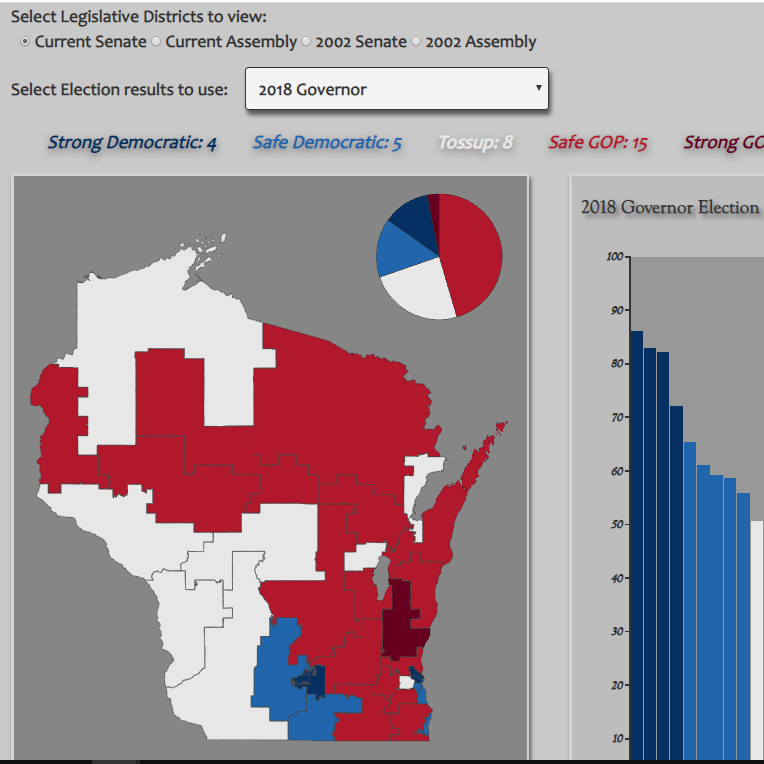 Select Legislative Districts to view:
Current Senate Current Assembly 2002 Senate 2002 Assembly
Select Election results to use: 2018 Governor
Strong Democratic: 4 Safe Democratic: 5 Tossup: 8 Safe GOP: 15 Strong GO
2018 Governor Election
100
90
80
70
60
50
40
30
20
10